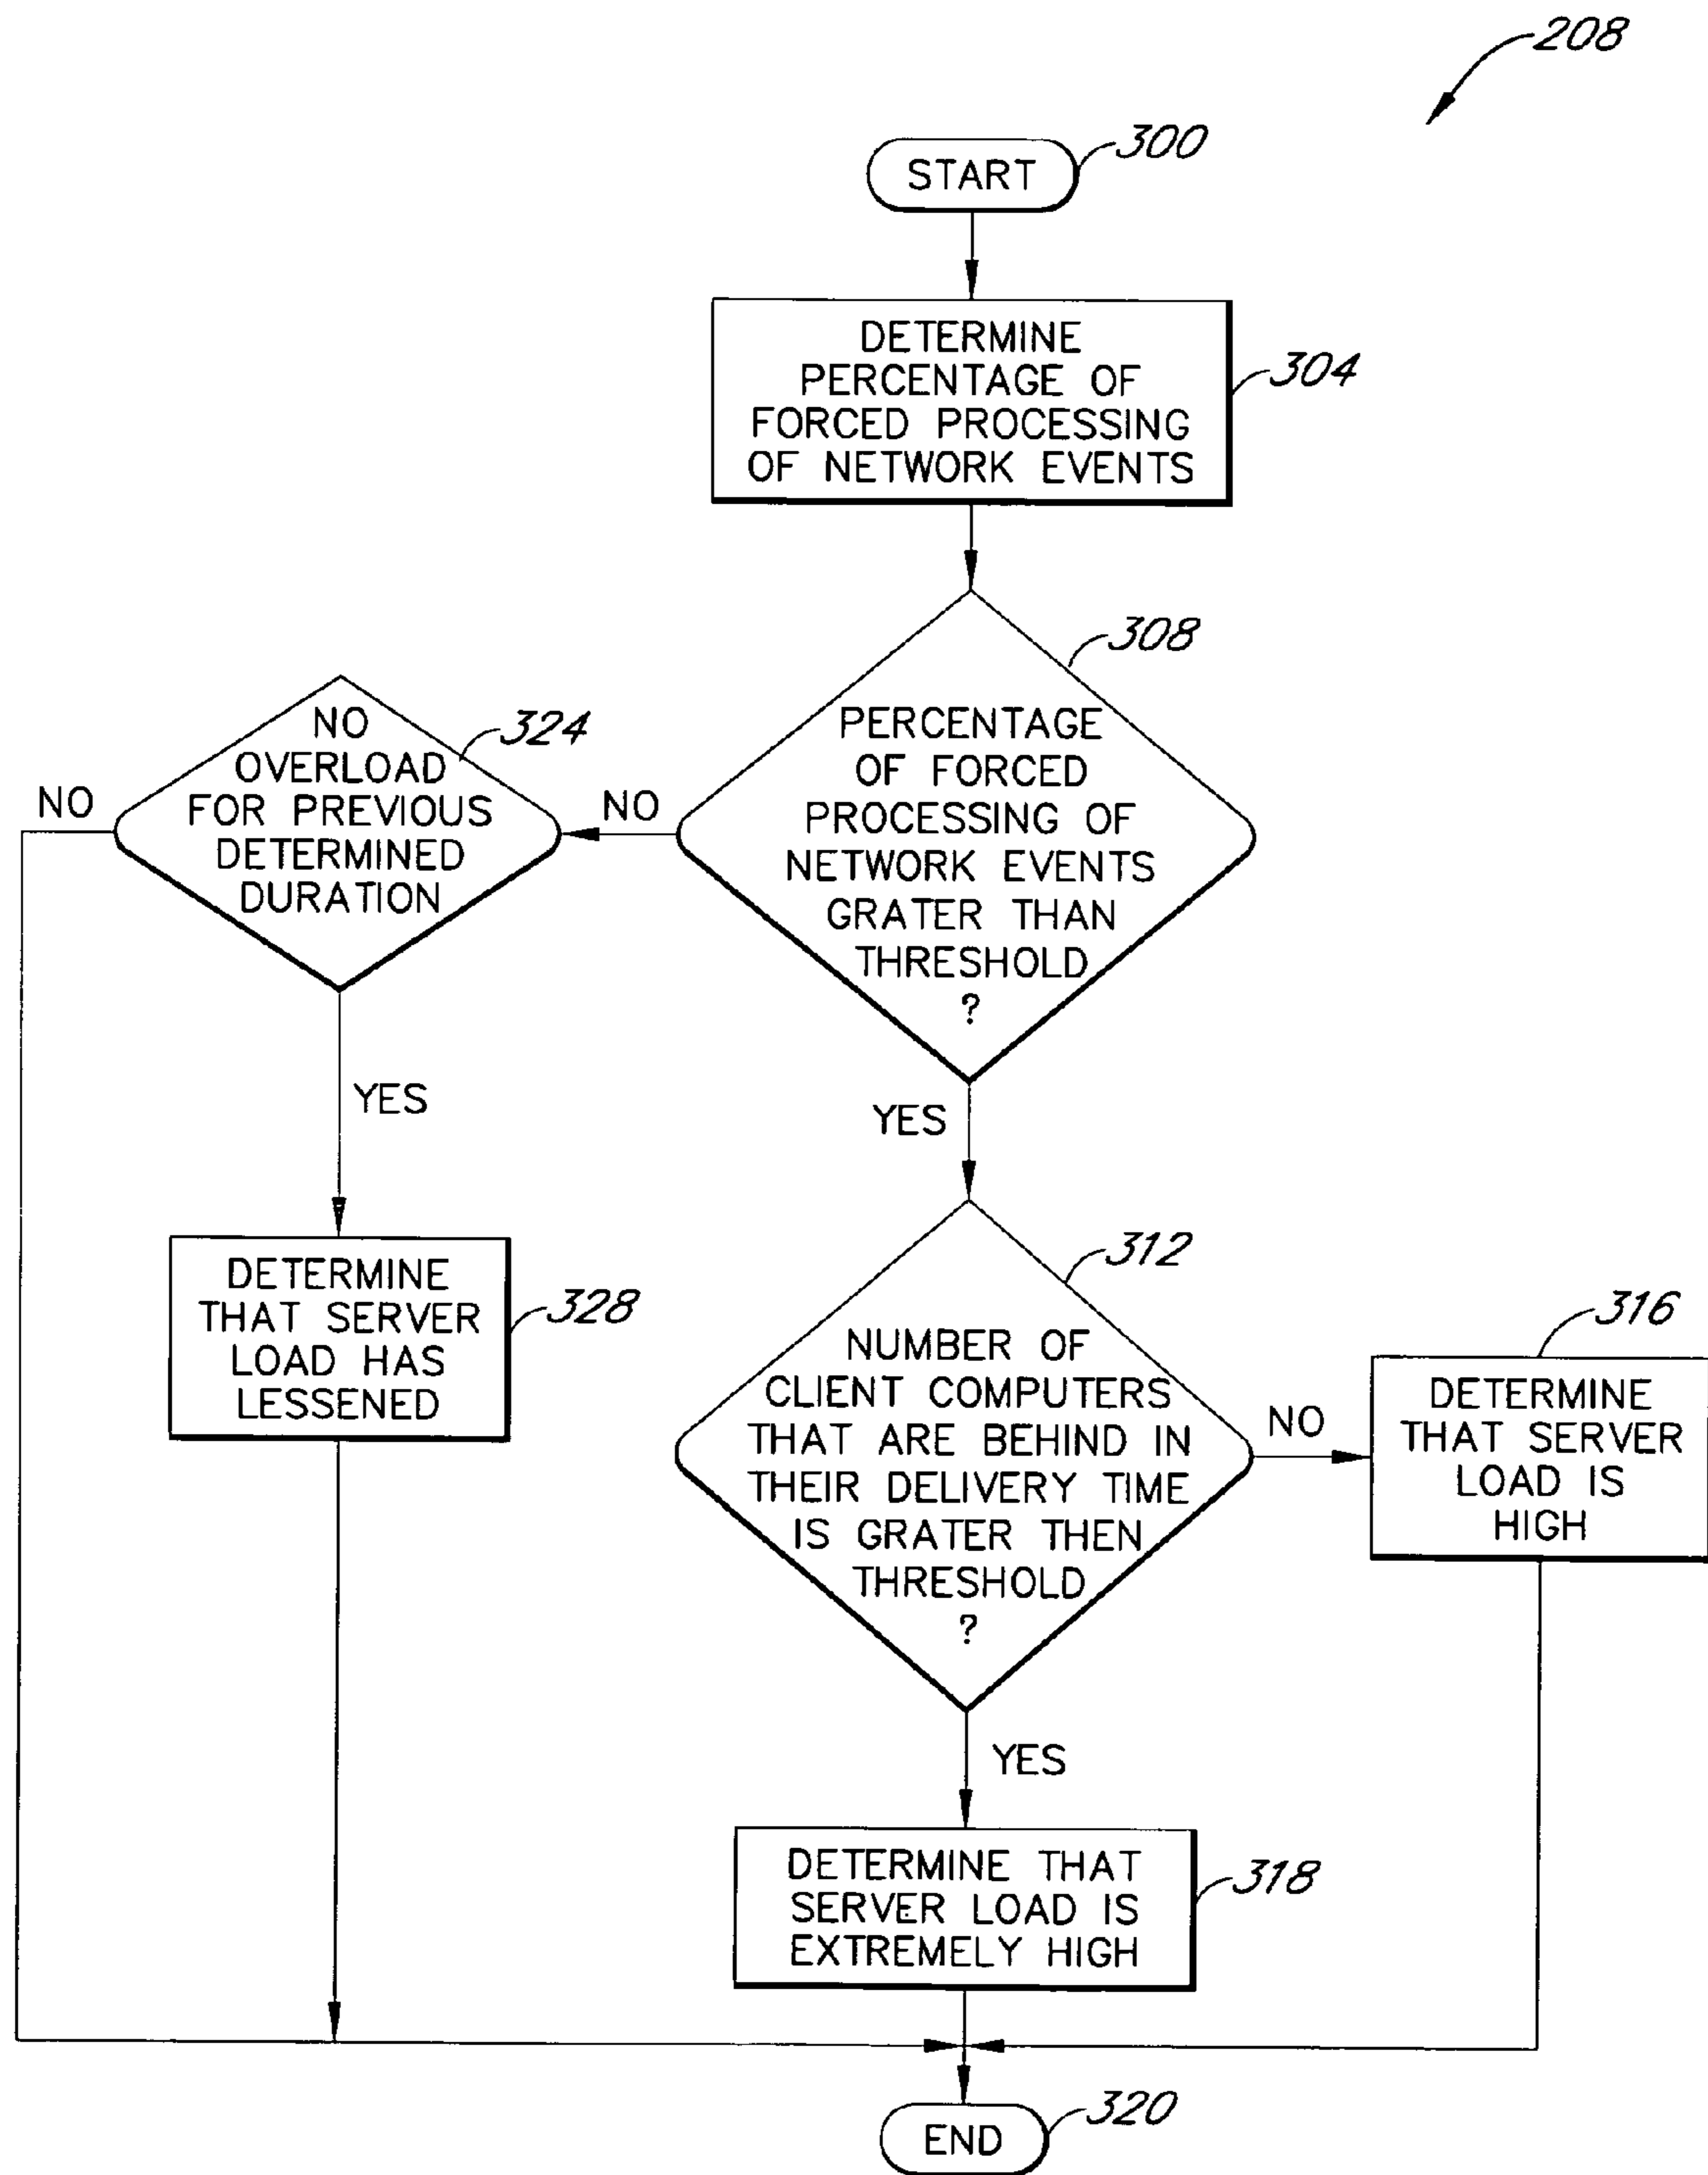 208
300
START
DETERMINE
PERCENTAGE OF
FORCED PROCESSING
OF NETWORK EVENTS
304
308
PERCENTAGE
OF FORCED
PROCESSING OF
NETWORK EVENTS
GRATER THAN
THRESHOLD
?
NO
324
NO
OVERLOAD
FOR PREVIOUS
DETERMINED
DURATION
NO
YES
YES
DETERMINE
THAT SERVER
LOAD HAS
LESSENED
328
312
NUMBER OF
CLIENT COMPUTERS
THAT ARE BEHIND IN
THEIR DELIVERY TIME
IS GRATER THEN
THRESHOLD
?
NO
316
DETERMINE
THAT SERVER
LOAD IS
HIGH
YES
DETERMINE THAT
SERVER LOAD IS
EXTREMELY HIGH
318
END
320